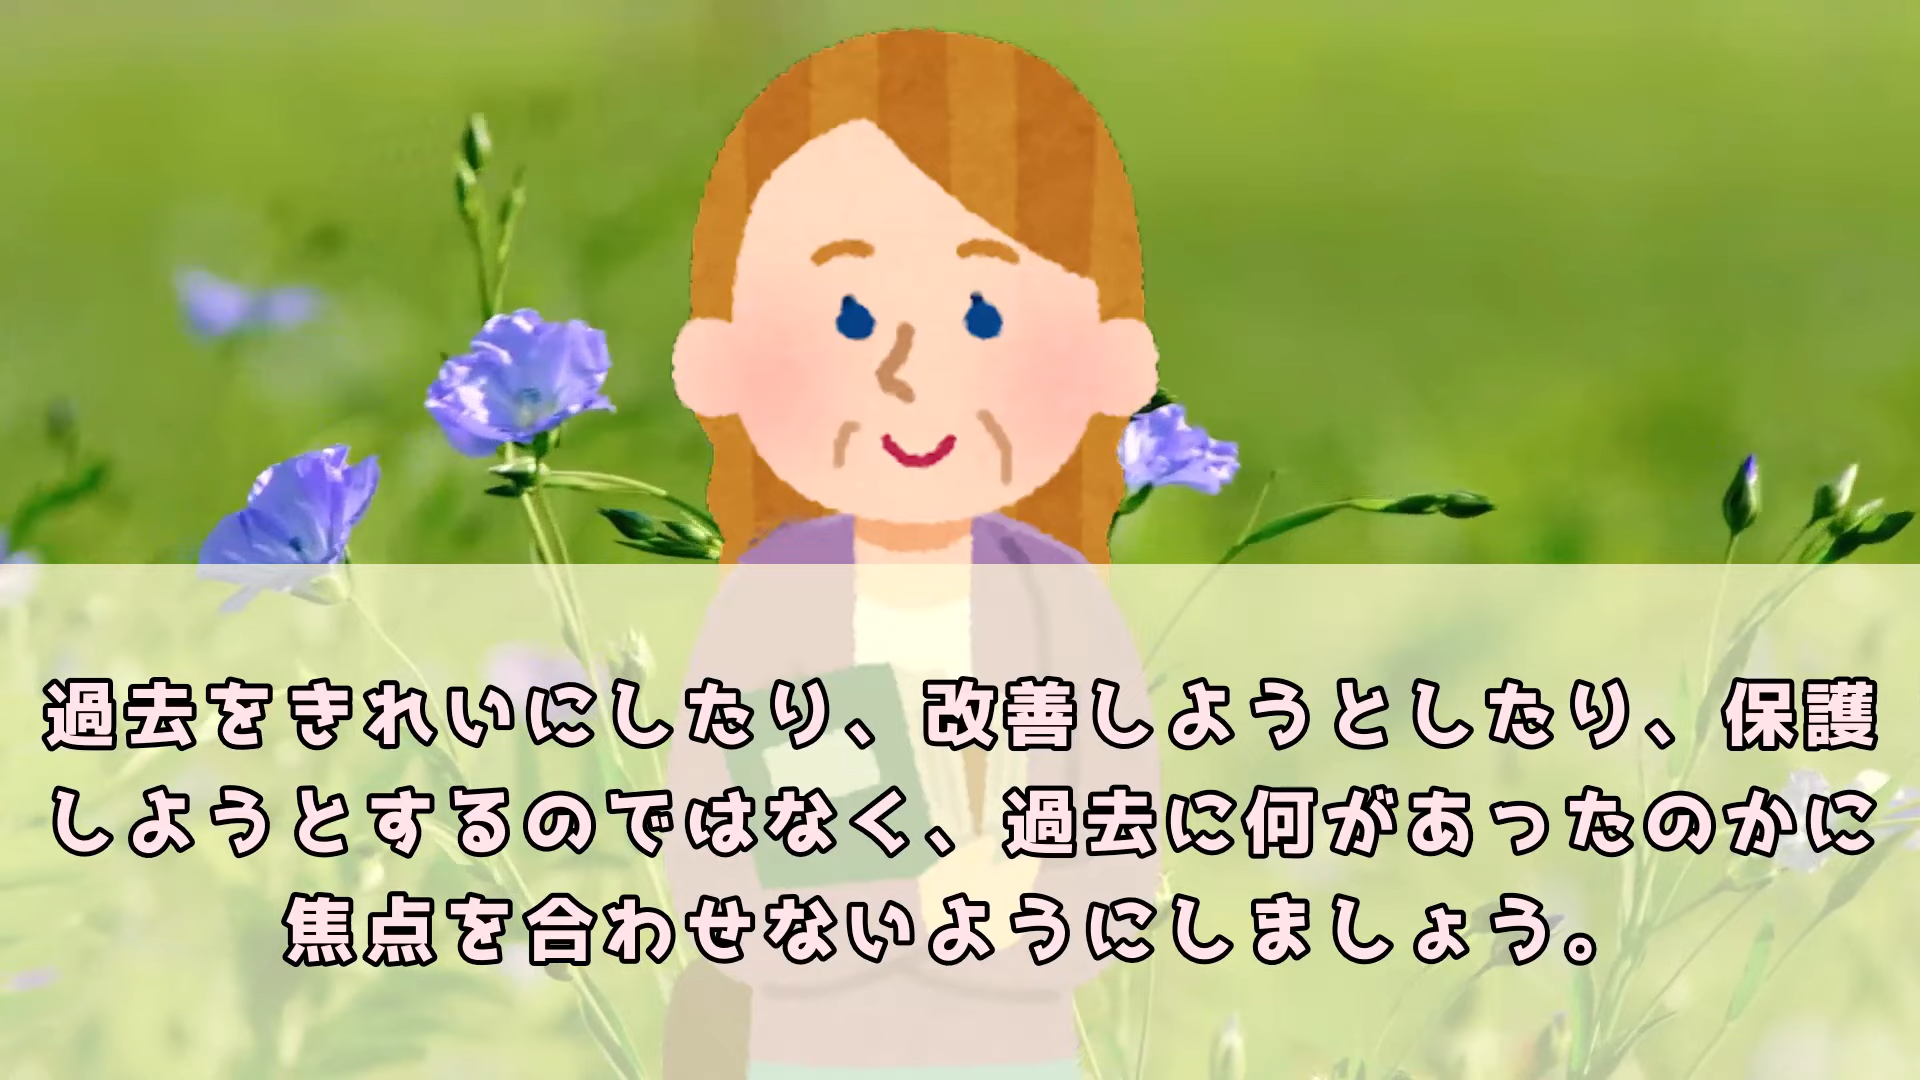 過去をきれいにしたり、改善しようとしたり、保護
しようとするのではなく、過去に何があったのかに
焦点を合わせないようにしましょう。